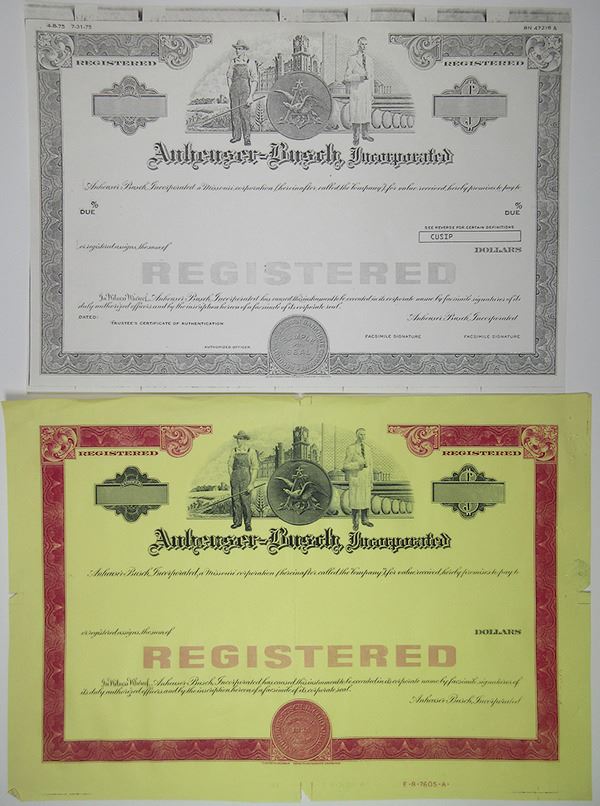 4-8-75 7-31-75
BN 47218 A
REGISTERED REGISTERED
Anheuser-Busch, Incorporated
Anheuser-Busch, Incorporated, a Missouri corporation (hereinafter called the Company), for value received, hereby promises to pay to
% %
DUE DUE
SEE REVERSE FOR CERTAIN DEFINITIONS
CUSIP
or registered assigns, the sum of DOLLARS
REGISTERED
In Witness Whereof, Anheuser-Busch, Incorporated has caused this instrument to be executed in its corporate name by facsimile signatures of its
duly authorized officers and by the inscription hereon of a facsimile of its corporate seal.
DATED: Anheuser-Busch, Incorporated
TRUSTEE'S CERTIFICATE OF AUTHENTICATION FACSIMILE SIGNATURE FACSIMILE SIGNATURE
AUTHORIZED OFFICER
SEAL
REGISTERED REGISTERED
Anheuser-Busch, Incorporated
Anheuser-Busch, Incorporated, a Missouri corporation (hereinafter called the Company), for value received, hereby promises to pay to
or registered assigns, the sum of DOLLARS
REGISTERED
In Witness Whereof, Anheuser-Busch, Incorporated has caused this instrument to be executed in its corporate name by facsimile signatures of
its duly authorized officers and by the inscription hereon of a facsimile of its corporate seal.
Anheuser-Busch, Incorporated
E-B-7605-A-